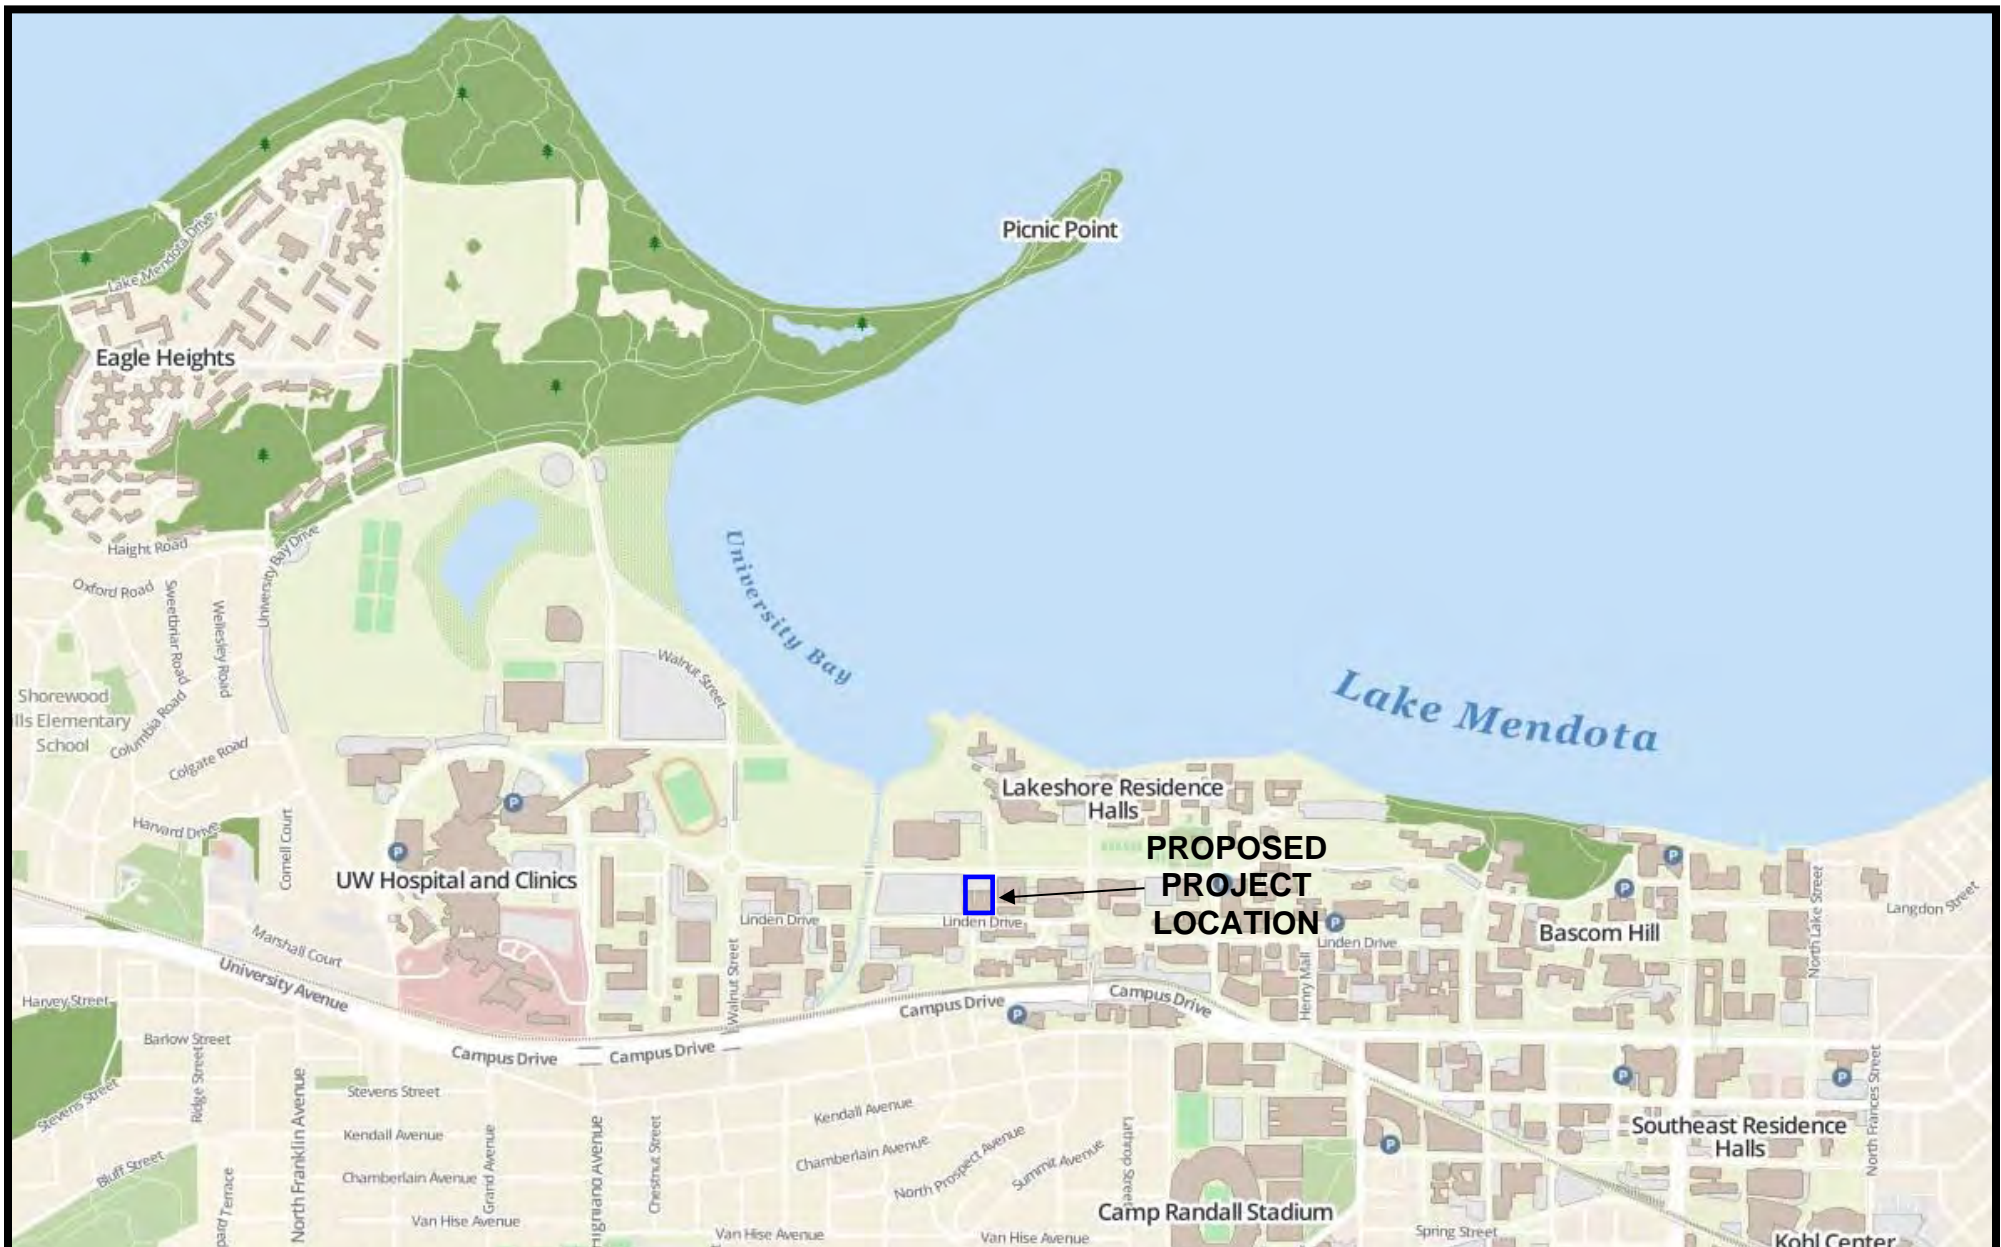 Picnic Point
Lake Mendota Drive
Eagle Heights
Haight Road
University Bay Drive
Oxford Road
Sweetbriar Road
Wellesley Road
University Bay
Walnut Street
Lake Mendota
Shorewood
lls Elementary
School
Columbia Road
Colgate Road
Lakeshore Residence
Halls
Harvard Drive
Cornell Court
P
P
PROPOSED
PROJECT
LOCATION
P
P
UW Hospital and Clinics
Linden Drive
Linden Drive
P
Linden Drive
Bascom Hill
Langdon Street
North Lake Street
Marshall Court
University Avenue
Walnut Street
Henry Mall
Harvey Street
Campus Drive
Campus Drive
P
Barlow Street
Ridge Street
Campus Drive
Campus Drive
Stevens Street
Stevens Street
North Franklin Avenue
P
P
North Frances Street
Kendall Avenue
Kendall Avenue
Grand Avenue
Chestnut Street
Chamberlain Avenue
North Prospect Avenue
Summit Avenue
Lathrop Street
P
Southeast Residence
Halls
Bluff Street
Chamberlain Avenue
Camp Randall Stadium
Van Hise Avenue
Van Hise Avenue
Van Hise Avenue
Spring Street
Kohl Center